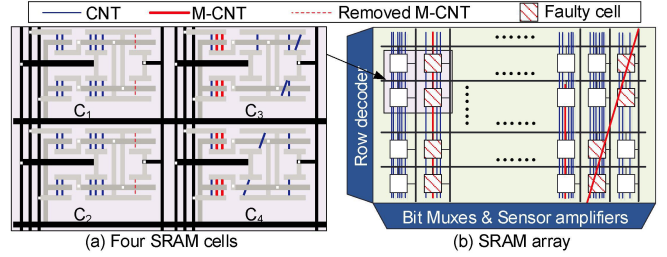 CNT M-CNT Removed M-CNT Faulty cell
C1 C3
C2 C4
Row decoder
Bit Muxes & Sensor amplifiers
(a) Four SRAM cells (b) SRAM array